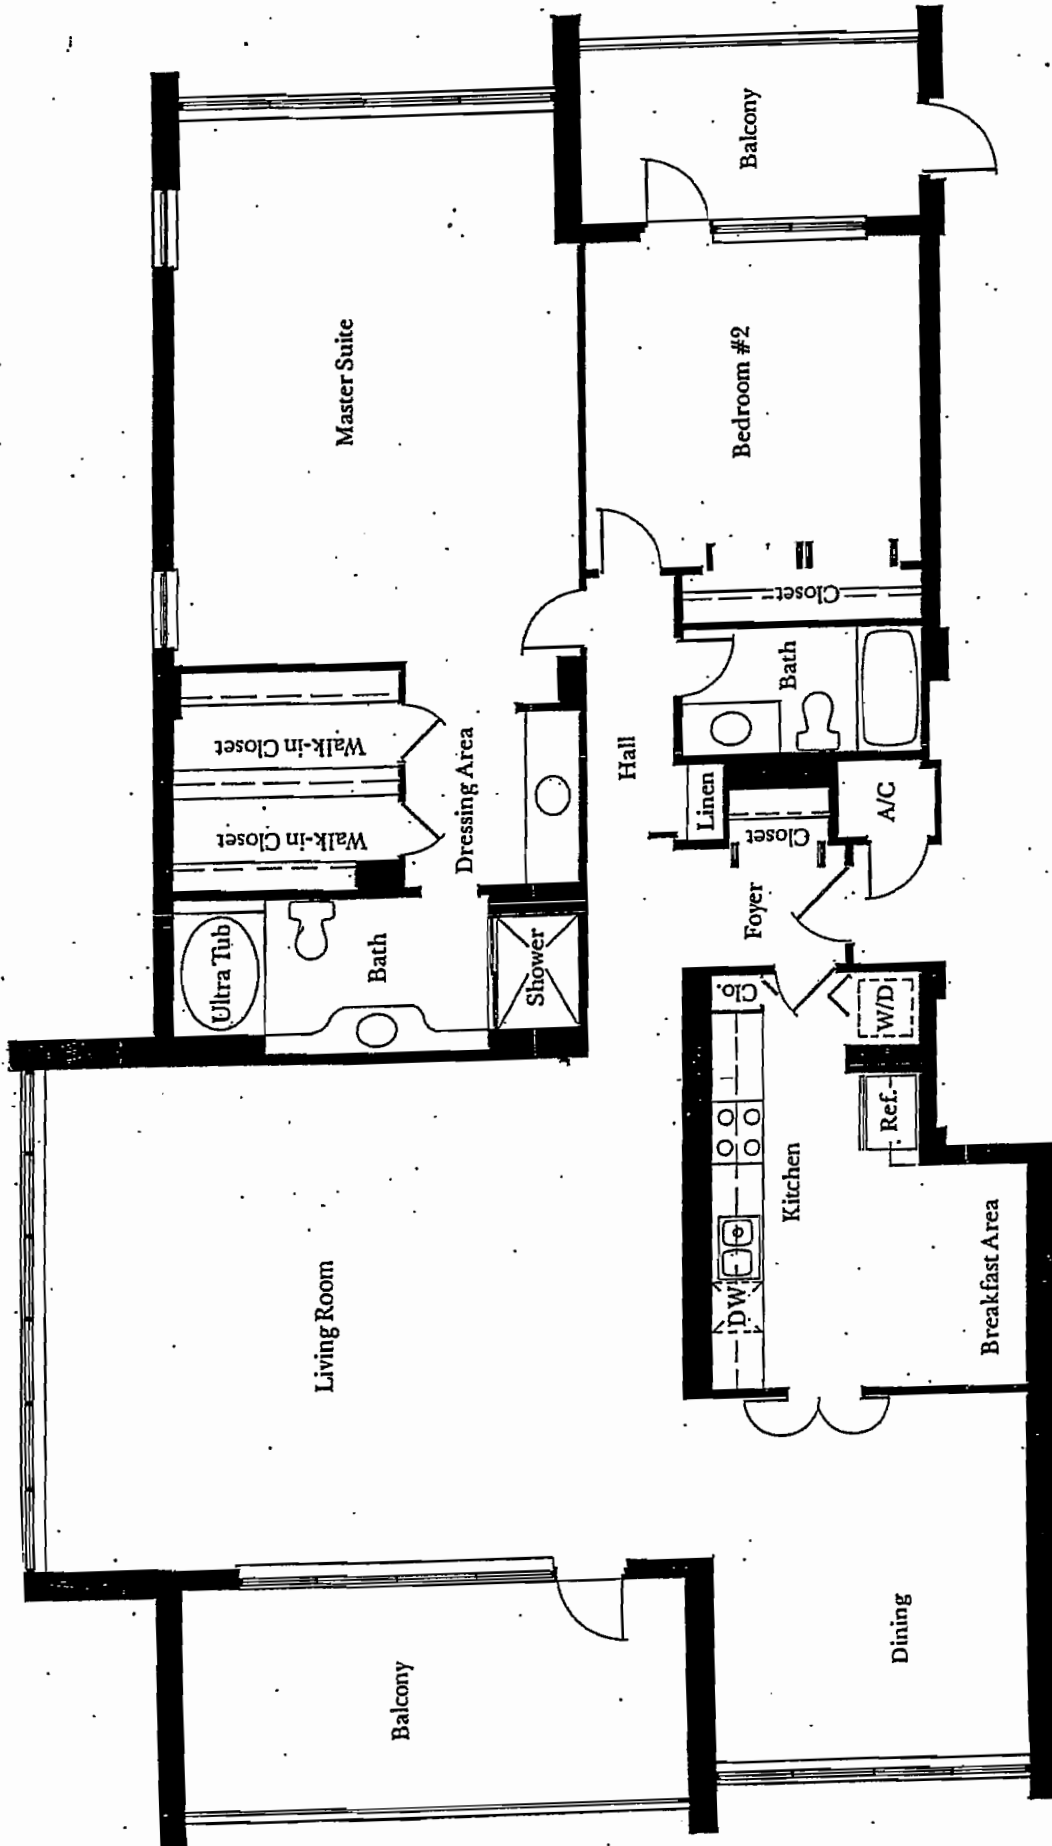 Balcony
Master Suite
Bedroom #2
Closet
Walk-in Closet
Walk-in Closet
Dressing Area
Hall
Bath
Linen
Closet
A/C
Foyer
Ultra Tub
Bath
Shower
Clo.
W/D
Ref.
Kitchen
DW
Breakfast Area
Living Room
Dining
Balcony